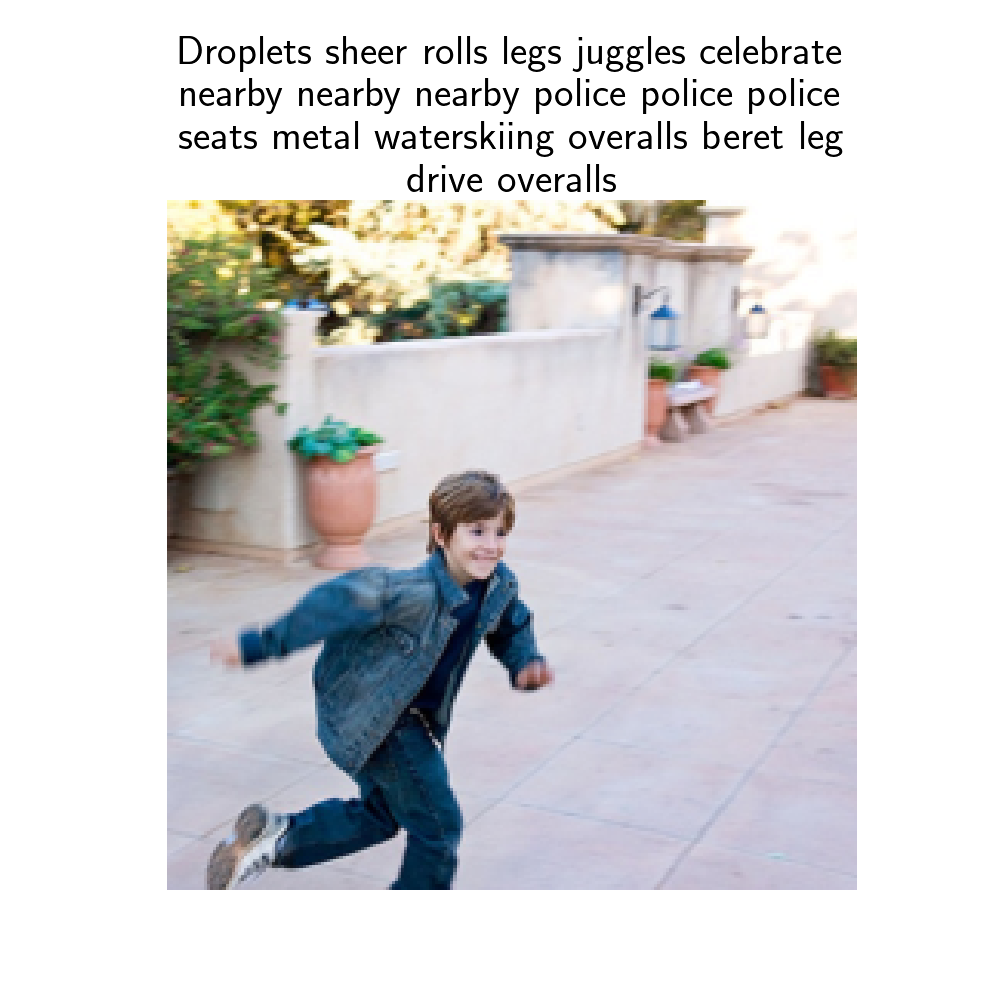 Droplets sheer rolls legs juggles celebrate
nearby nearby nearby police police police
seats metal waterskiing overalls beret leg
drive overalls